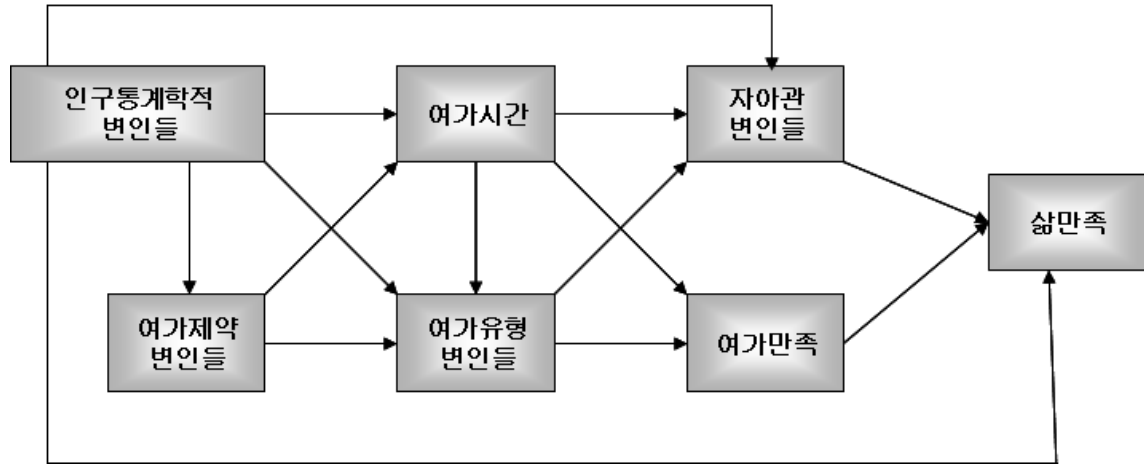 인구통계학적
변인들
여가시간
자아관
변인들
삶만족
여가제약
변인들
여가유형
변인들
여가만족